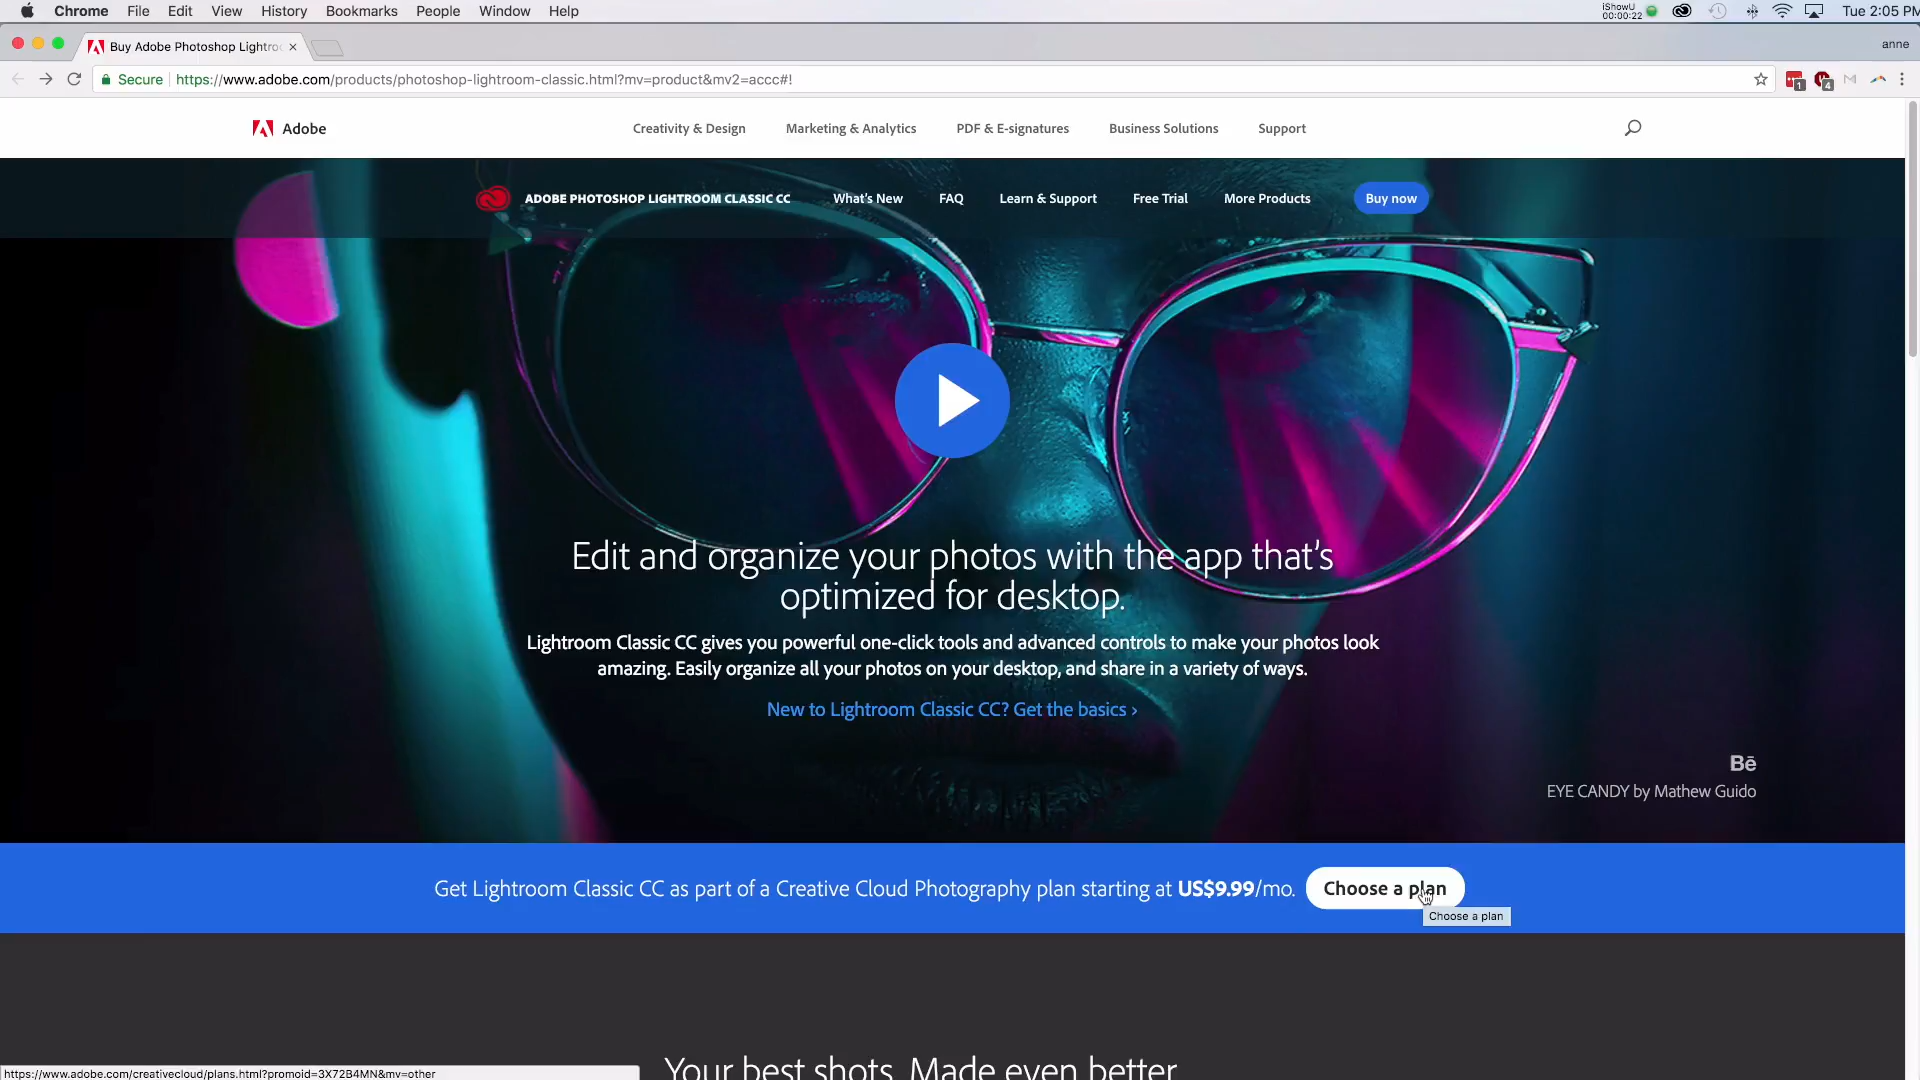 Chrome File Edit View History Bookmarks People Window Help
iShowU
00:00:22
Tue 2:05 PM
Buy Adobe Photoshop Lightro
anne
Secure https://www.adobe.com/products/photoshop-lightroom-classic.html?mv=product&mv2=accc#!
1 4
Adobe Creativity & Design Marketing & Analytics PDF & E-signatures Business Solutions Support
ADOBE PHOTOSHOP LIGHTROOM CLASSIC CC What's New FAQ Learn & Support Free Trial More Products Buy now
Edit and organize your photos with the app that's
optimized for desktop.
Lightroom Classic CC gives you powerful one-click tools and advanced controls to make your photos look
amazing. Easily organize all your photos on your desktop, and share in a variety of ways.
New to Lightroom Classic CC? Get the basics ›
Bē
EYE CANDY by Mathew Guido
Get Lightroom Classic CC as part of a Creative Cloud Photography plan starting at US$9.99/mo. Choose a plan
Choose a plan
Your best shots. Made even better.
https://www.adobe.com/creativecloud/plans.html?promoid=3X72B4MN&mv=other